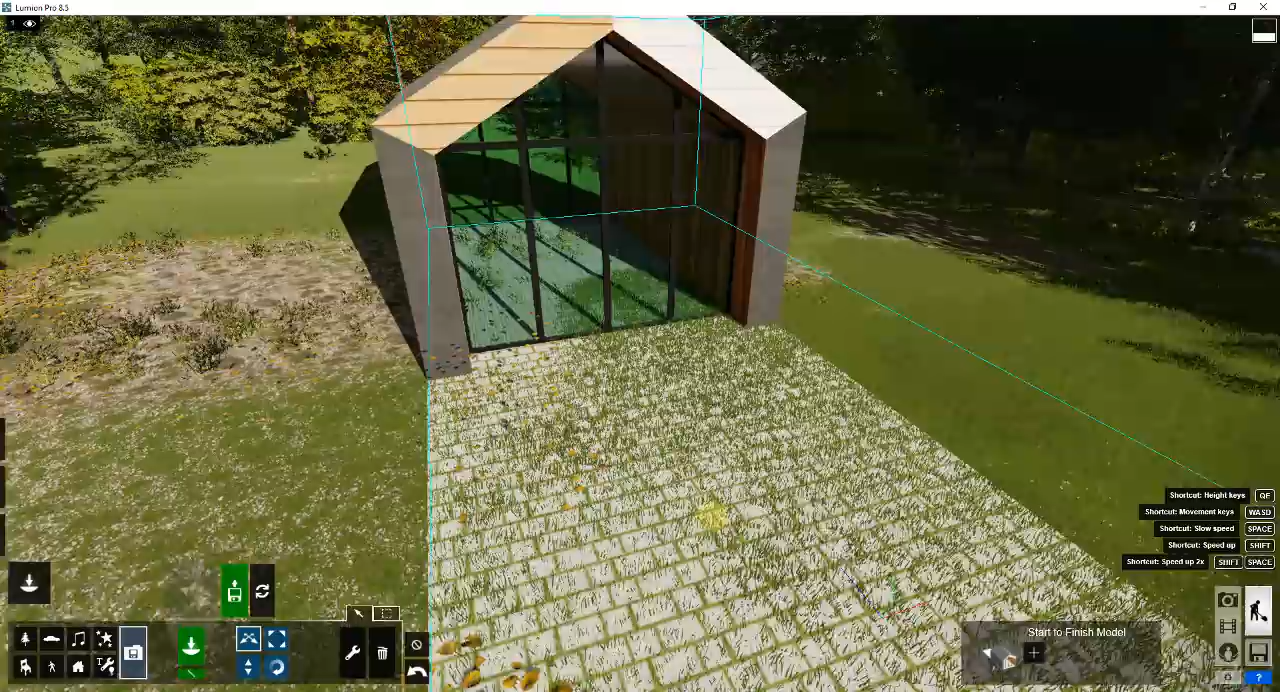 Lumion Pro 8.5
1
Shortcut: Height keys QE
Shortcut: Movement keys WASD
Shortcut: Slow speed SPACE
Shortcut: Speed up SHIFT
Shortcut: Speed up 2x SHIFT SPACE
Start to Finish Model
?